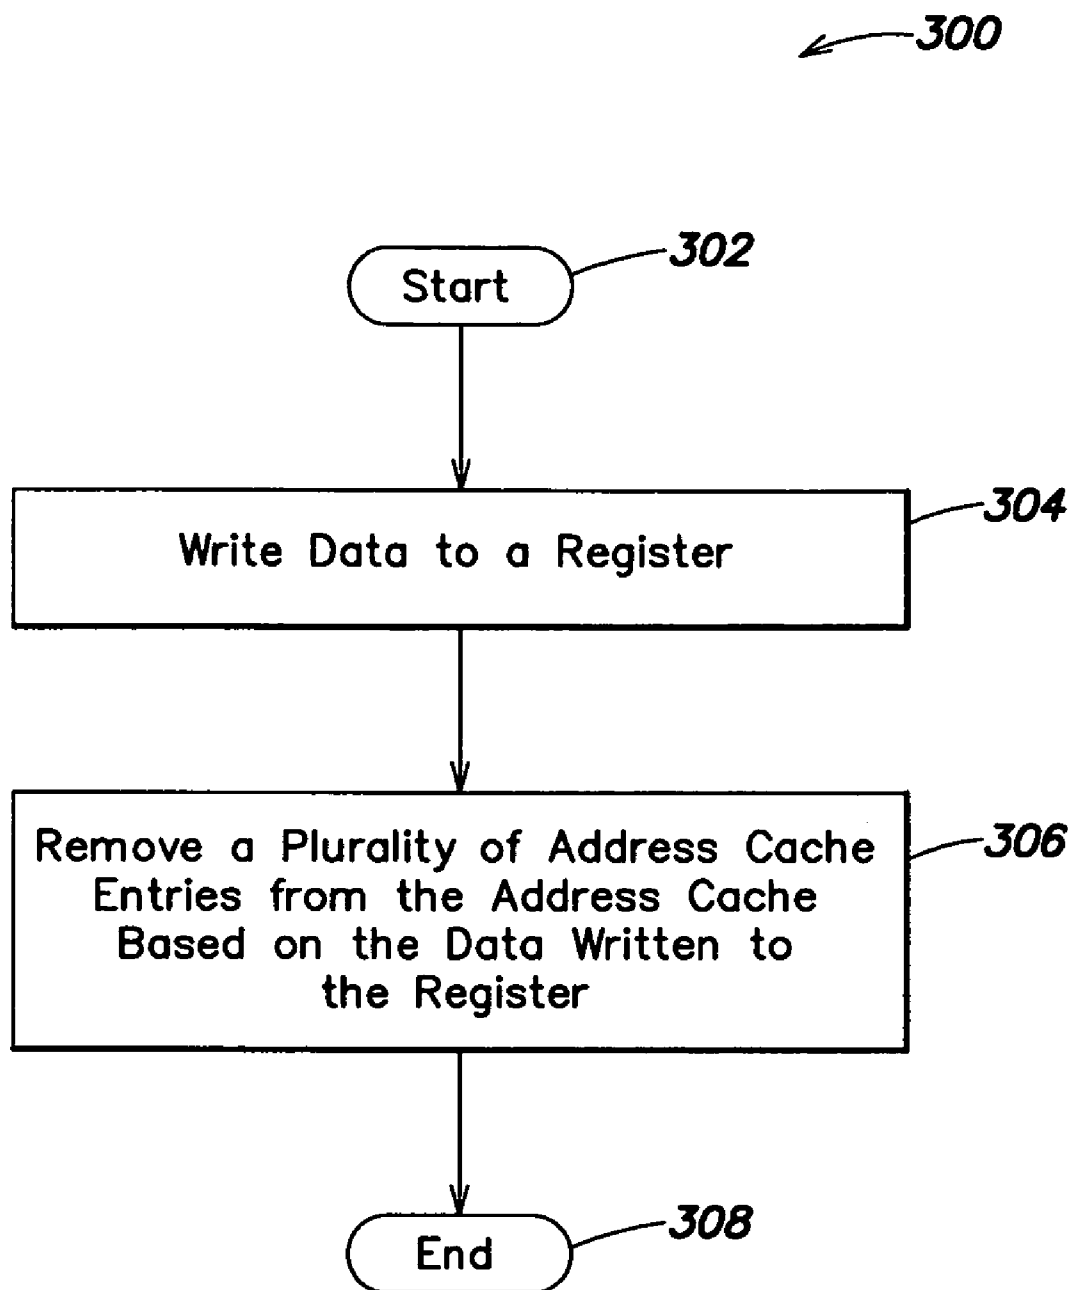 300
302
Start
304
Write Data to a Register
306
Remove a Plurality of Address Cache
Entries from the Address Cache
Based on the Data Written to
the Register
308
End